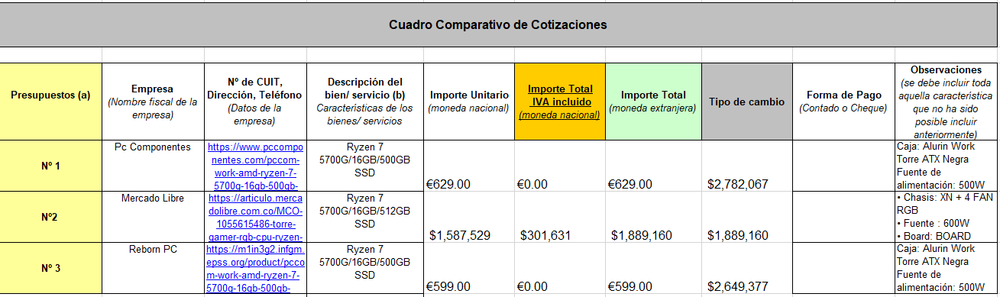 Cuadro Comparativo de Cotizaciones
Presupuestos (a)
Empresa
(Nombre fiscal de la
empresa)
Nº de CUIT,
Dirección, Teléfono
(Datos de la
empresa)
Descripción del
bien/ servicio (b)
Características de los
bienes/ servicios
Importe Unitario
(moneda nacional)
Importe Total
IVA incluido
(moneda nacional)
Importe Total
(moneda extranjera)
Tipo de cambio
Forma de Pago
(Contado o Cheque)
Observaciones
(se debe incluir toda
aquella característica
que no ha sido
posible incluir
anteriormente)
Nº 1
Pc Componentes
https://www.pccompo
nentes.com/pccom-
work-amd-ryzen-7-
5700g-16gb-500gb-
Ryzen 7
5700G/16GB/500GB
SSD
€629.00
€0.00
€629.00
$2,782,067
Caja: Alurin Work
Torre ATX Negra
Fuente de
alimentación: 500W
Nº2
Mercado Libre
https://articulo.merca
dolibre.com.co/MCO-
1055615486-torre-
gamer-rgb-cpu-ryzen-
Ryzen 7
5700G/16GB/512GB
SSD
$1,587,529
$301,631
$1,889,160
$1,889,160
• Chasis: XN + 4 FAN
RGB
• Fuente : 600W
• Board: BOARD
Nº 3
Reborn PC
https://m1in3g2.infgm.
epss.org/product/pcco
m-work-amd-ryzen-7-
5700g-16gb-500gb-
Ryzen 7
5700G/16GB/500GB
SSD
€599.00
€0.00
€599.00
$2,649,377
Caja: Alurin Work
Torre ATX Negra
Fuente de
alimentación: 500W